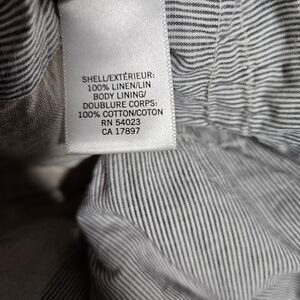 SHELL/EXTÉRIEUR:
100% LINEN/LIN
BODY LINING/
DOUBLURE CORPS:
100% COTTON/COTON
RN 54023
CA 17897